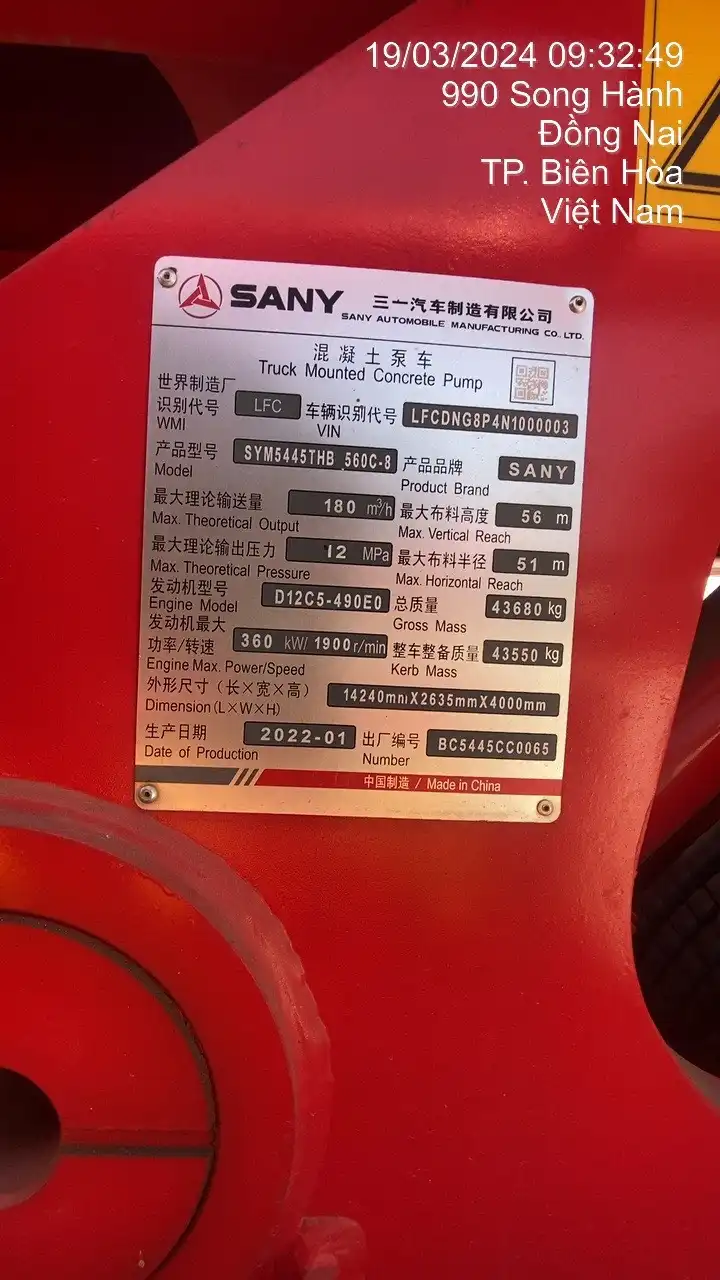 19/03/2024 09:32:49
990 Song Hành
Đồng Nai
TP. Biên Hòa
Việt Nam
SANY 三一汽车制造有限公司
SANY AUTOMOBILE MANUFACTURING CO., LTD.
混凝土泵车
Truck Mounted Concrete Pump
世界制造厂
识别代号 LFC 车辆识别代号 LFCDNG8P4N1000003
WMI VIN
产品型号 SYM5445THB 560C-8 产品品牌 SANY
Model Product Brand
最大理论输送量 180 m³/h 最大布料高度 56 m
Max. Theoretical Output Max. Vertical Reach
最大理论输出压力 12 MPa 最大布料半径 51 m
Max. Theoretical Pressure Max. Horizontal Reach
发动机型号 D12C5-490E0 总质量 43680 kg
Engine Model Gross Mass
发动机最大
功率/转速 360 kW/ 1900 r/min 整车整备质量 43550 kg
Engine Max. Power/Speed Kerb Mass
外形尺寸（长×宽×高） 14240mmX2635mmX4000mm
Dimension(L×W×H)
生产日期 2022-01 出厂编号 BC5445CC0065
Date of Production Number
中国制造 / Made in China